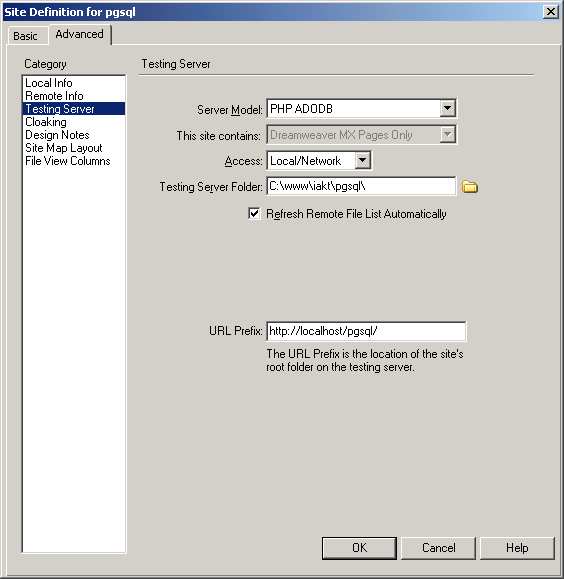 Site Definition for pgsql
Basic
Advanced
Category
Local Info
Remote Info
Testing Server
Cloaking
Design Notes
Site Map Layout
File View Columns
Testing Server
Server Model: PHP ADODB
This site contains: Dreamweaver MX Pages Only
Access: Local/Network
Testing Server Folder: C:\www\iakt\pgsql\
Refresh Remote File List Automatically
URL Prefix: http://localhost/pgsql/
The URL Prefix is the location of the site's
root folder on the testing server.
OK Cancel Help